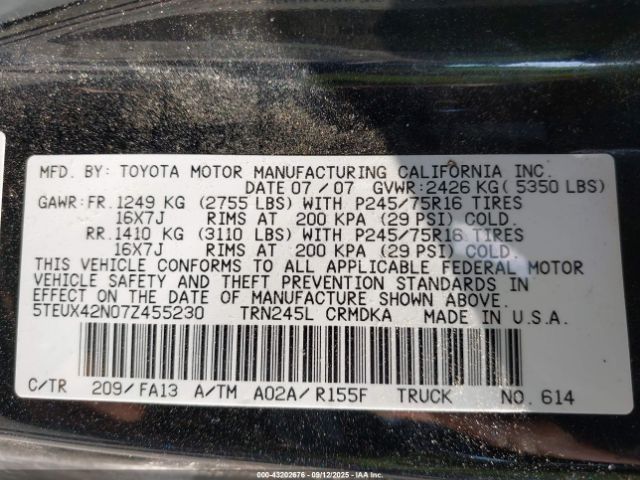 MFD. BY: TOYOTA MOTOR MANUFACTURING CALIFORNIA INC.
DATE 07/07 GVWR:2426 KG( 5350 LBS)
GAWR:FR.1249 KG (2755 LBS) WITH P245/75R16 TIRES
16X7J RIMS AT 200 KPA (29 PSI) COLD.
RR.1410 KG (3110 LBS) WITH P245/75R16 TIRES
16X7J RIMS AT 200 KPA (29 PSI) COLD.
THIS VEHICLE CONFORMS TO ALL APPLICABLE FEDERAL MOTOR
VEHICLE SAFETY AND THEFT PREVENTION STANDARDS IN
EFFECT ON THE DATE OF MANUFACTURE SHOWN ABOVE.
5TEUX42N07Z455230 TRN245L CRMDKA MADE IN U.S.A.
C/TR 209/FA13 A/TM A02A/R155F TRUCK NO. 614
000-43202676 - 09/12/2025 - IAAI.COM